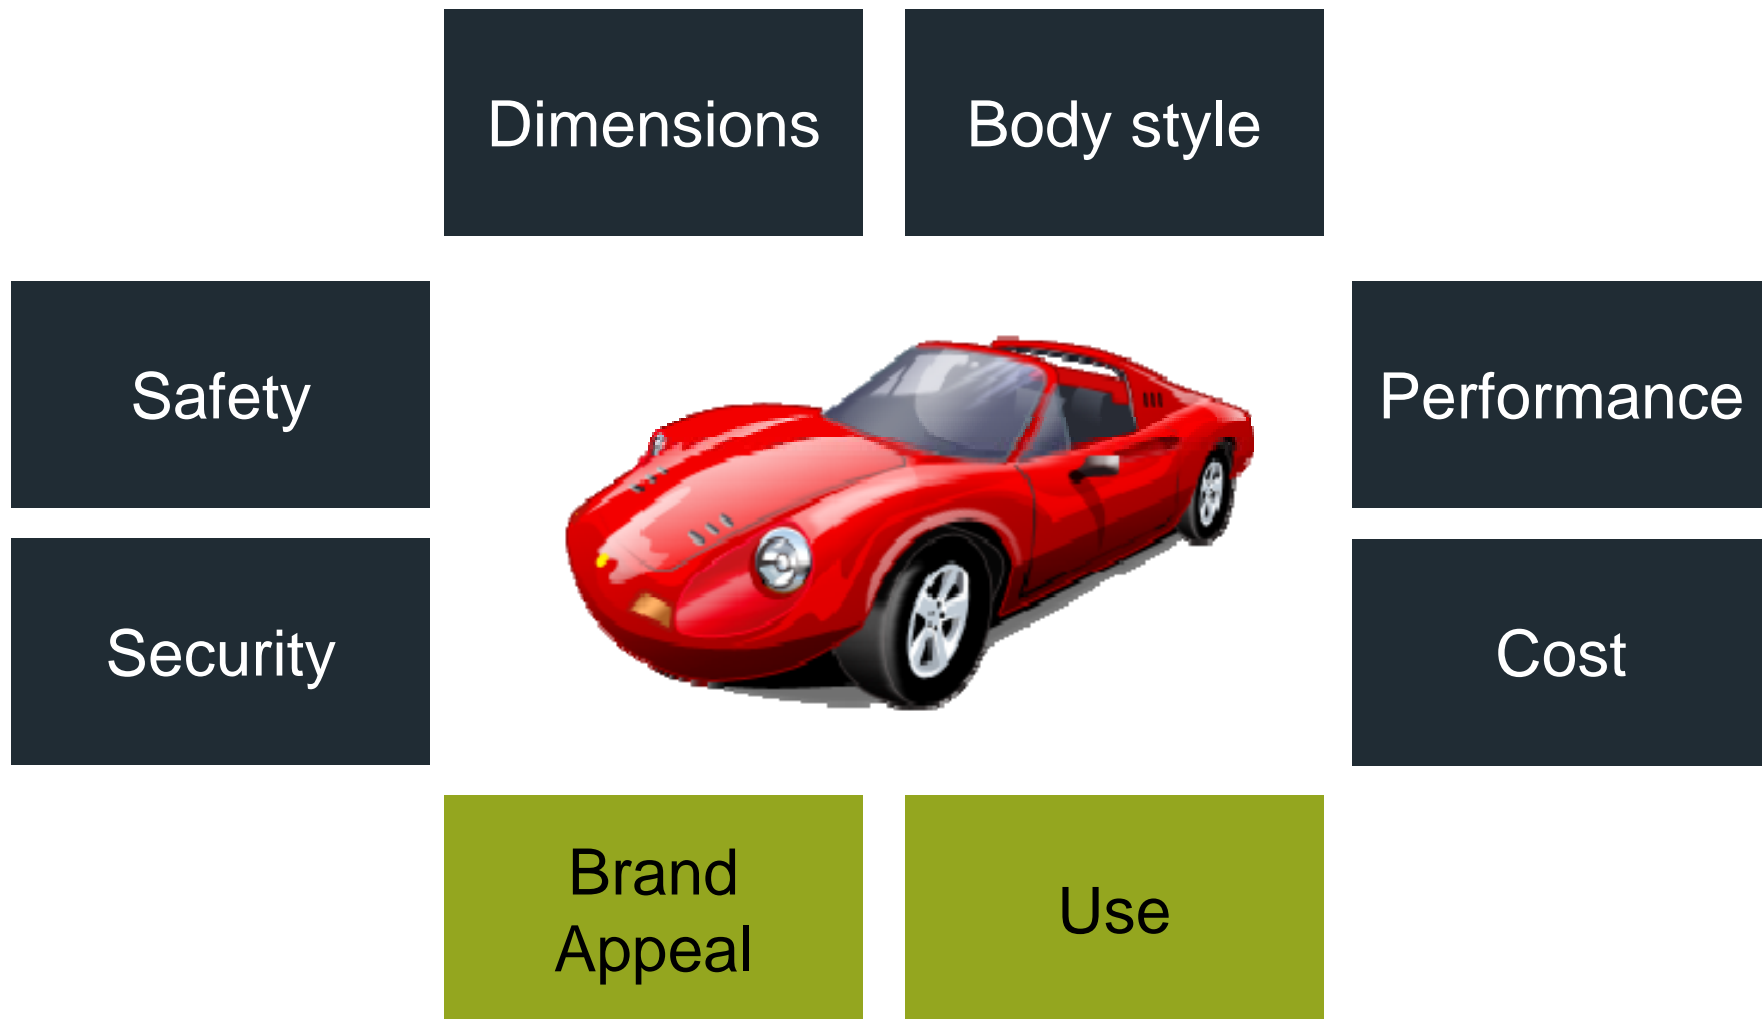 Dimensions
Body style
Safety
Performance
Security
Cost
Brand
Appeal
Use